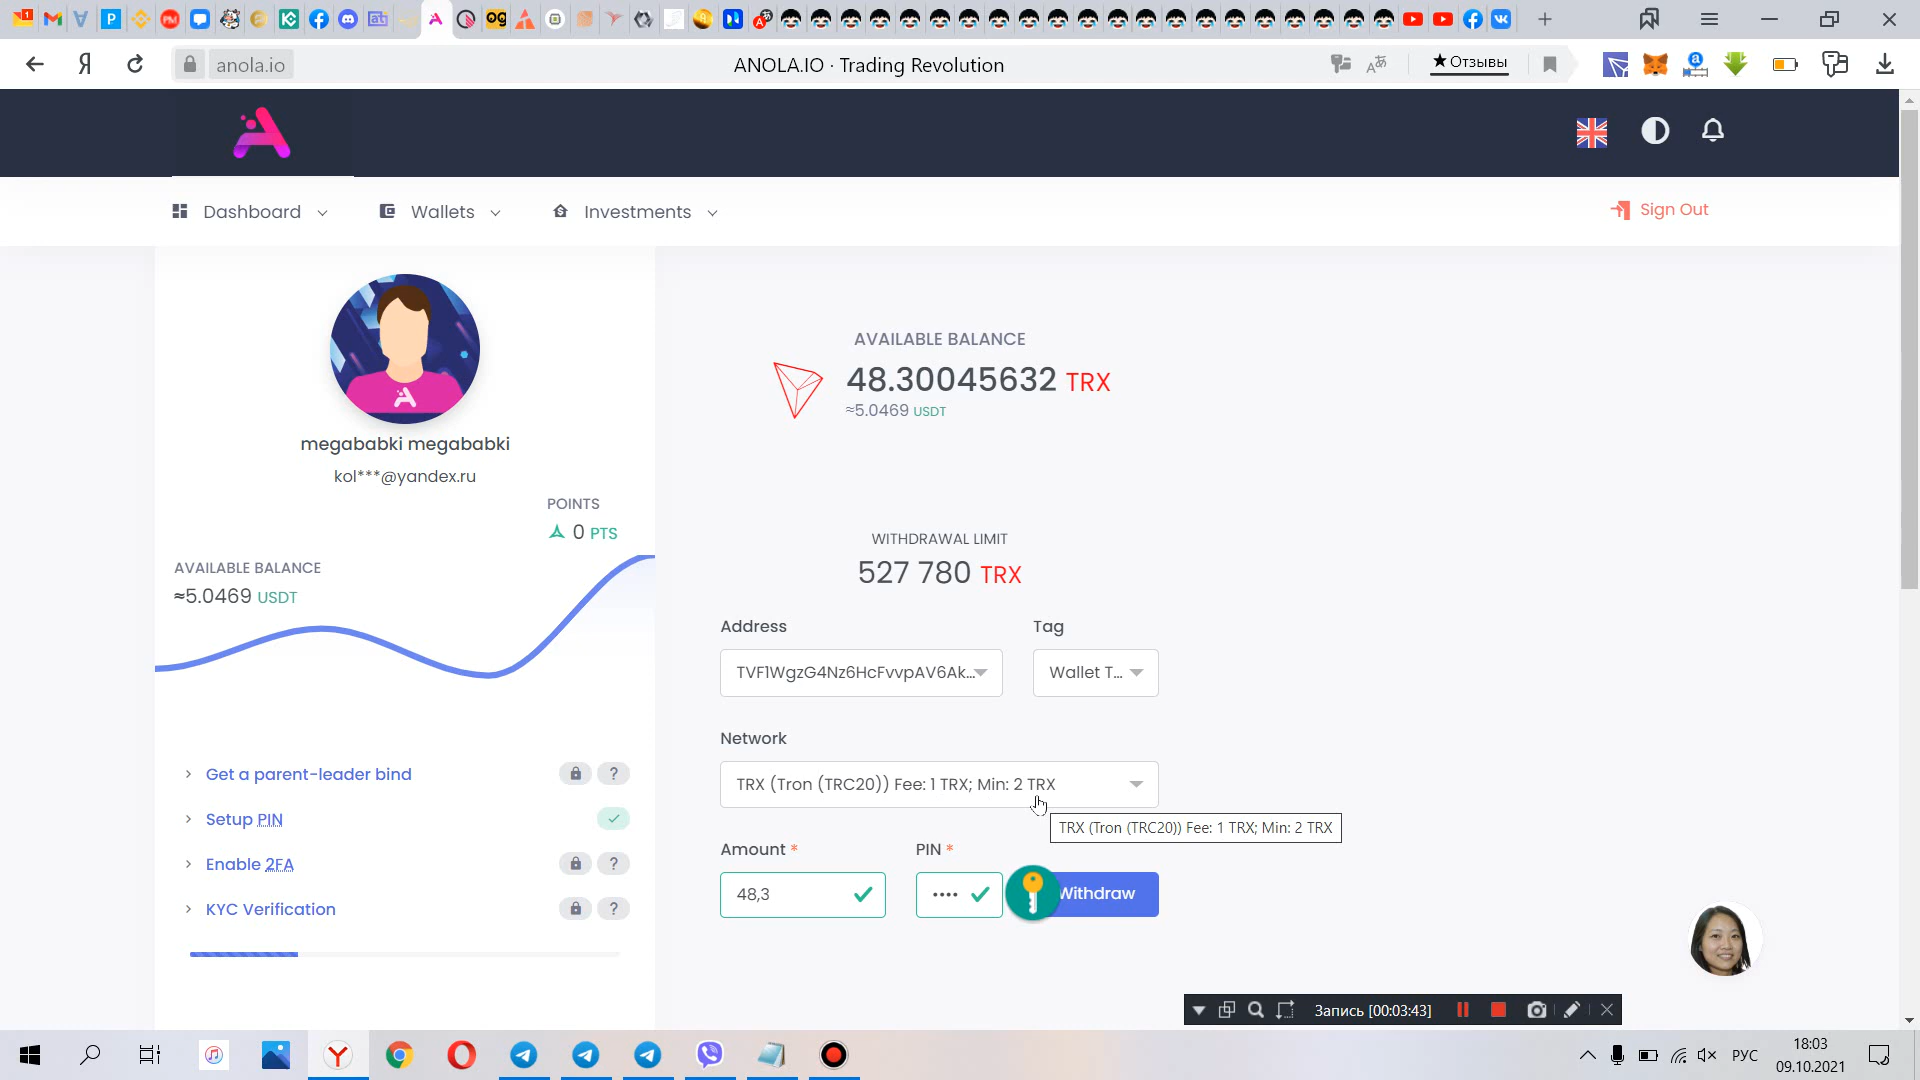 anola.io
ANOLA.IO · Trading Revolution
★ Отзывы
Dashboard
Wallets
Investments
Sign Out
megababki megababki
kol***@yandex.ru
POINTS
0 PTS
AVAILABLE BALANCE
≈5.0469 USDT
Get a parent-leader bind
?
Setup PIN
Enable 2FA
?
KYC Verification
?
AVAILABLE BALANCE
48.30045632 TRX
≈5.0469 USDT
WITHDRAWAL LIMIT
527 780 TRX
Address
Tag
TVF1WgzG4Nz6HcFvvpAV6Ak...
Wallet T...
Network
TRX (Tron (TRC20)) Fee: 1 TRX; Min: 2 TRX
TRX (Tron (TRC20)) Fee: 1 TRX; Min: 2 TRX
Amount *
PIN *
48,3
••••
Withdraw
Запись [00:03:43]
РУС
18:03
09.10.2021